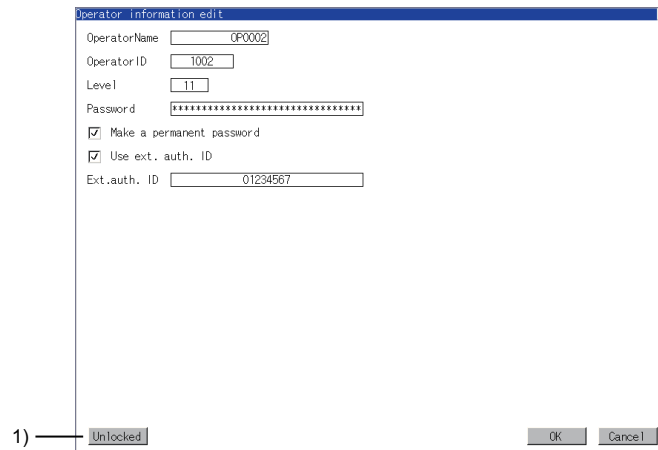 Operator information edit
OperatorName OP0002
OperatorID 1002
Level 11
Password ********************************
Make a permanent password
Use ext. auth. ID
Ext.auth. ID 01234567
1) Unlocked OK Cancel